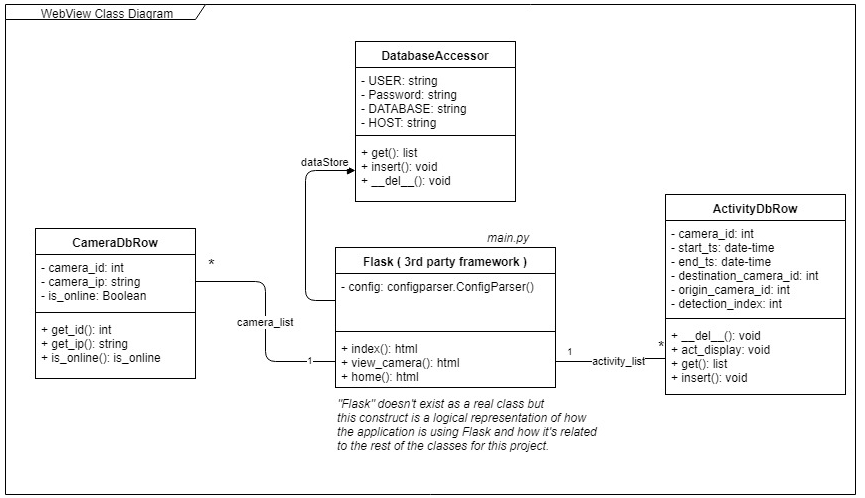 WebView Class Diagram
DatabaseAccessor
- USER: string
- Password: string
- DATABASE: string
- HOST: string
+ get(): list
+ insert(): void
+ __del__(): void
dataStore
ActivityDbRow
- camera_id: int
- start_ts: date-time
- end_ts: date-time
- destination_camera_id: int
- origin_camera_id: int
- detection_index: int
+ __del__(): void
+ act_display: void
+ get(): list
+ insert(): void
CameraDbRow
- camera_id: int
- camera_ip: string
- is_online: Boolean
+ get_id(): int
+ get_ip(): string
+ is_online(): is_online
*
camera_list
1
main.py
Flask ( 3rd party framework )
- config: configparser.ConfigParser()
+ index(): html
+ view_camera(): html
+ home(): html
1
activity_list
*
"Flask" doesn't exist as a real class but
this construct is a logical representation of how
the application is using Flask and how it's related
to the rest of the classes for this project.